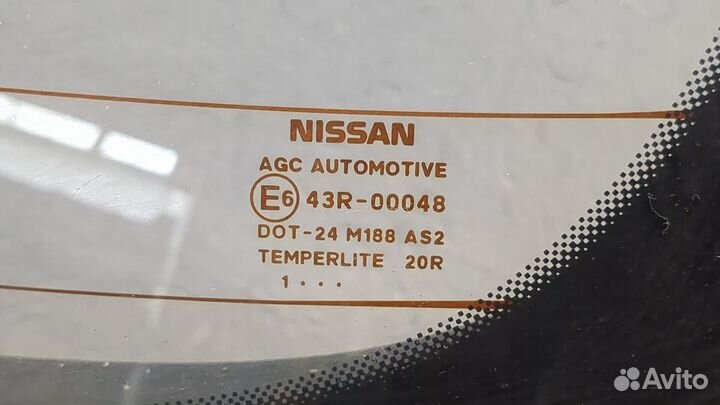 NISSAN
AGC AUTOMOTIVE
E6 43R-00048
DOT-24 M188 AS2
TEMPERLITE 20R
1 . . .
Avito